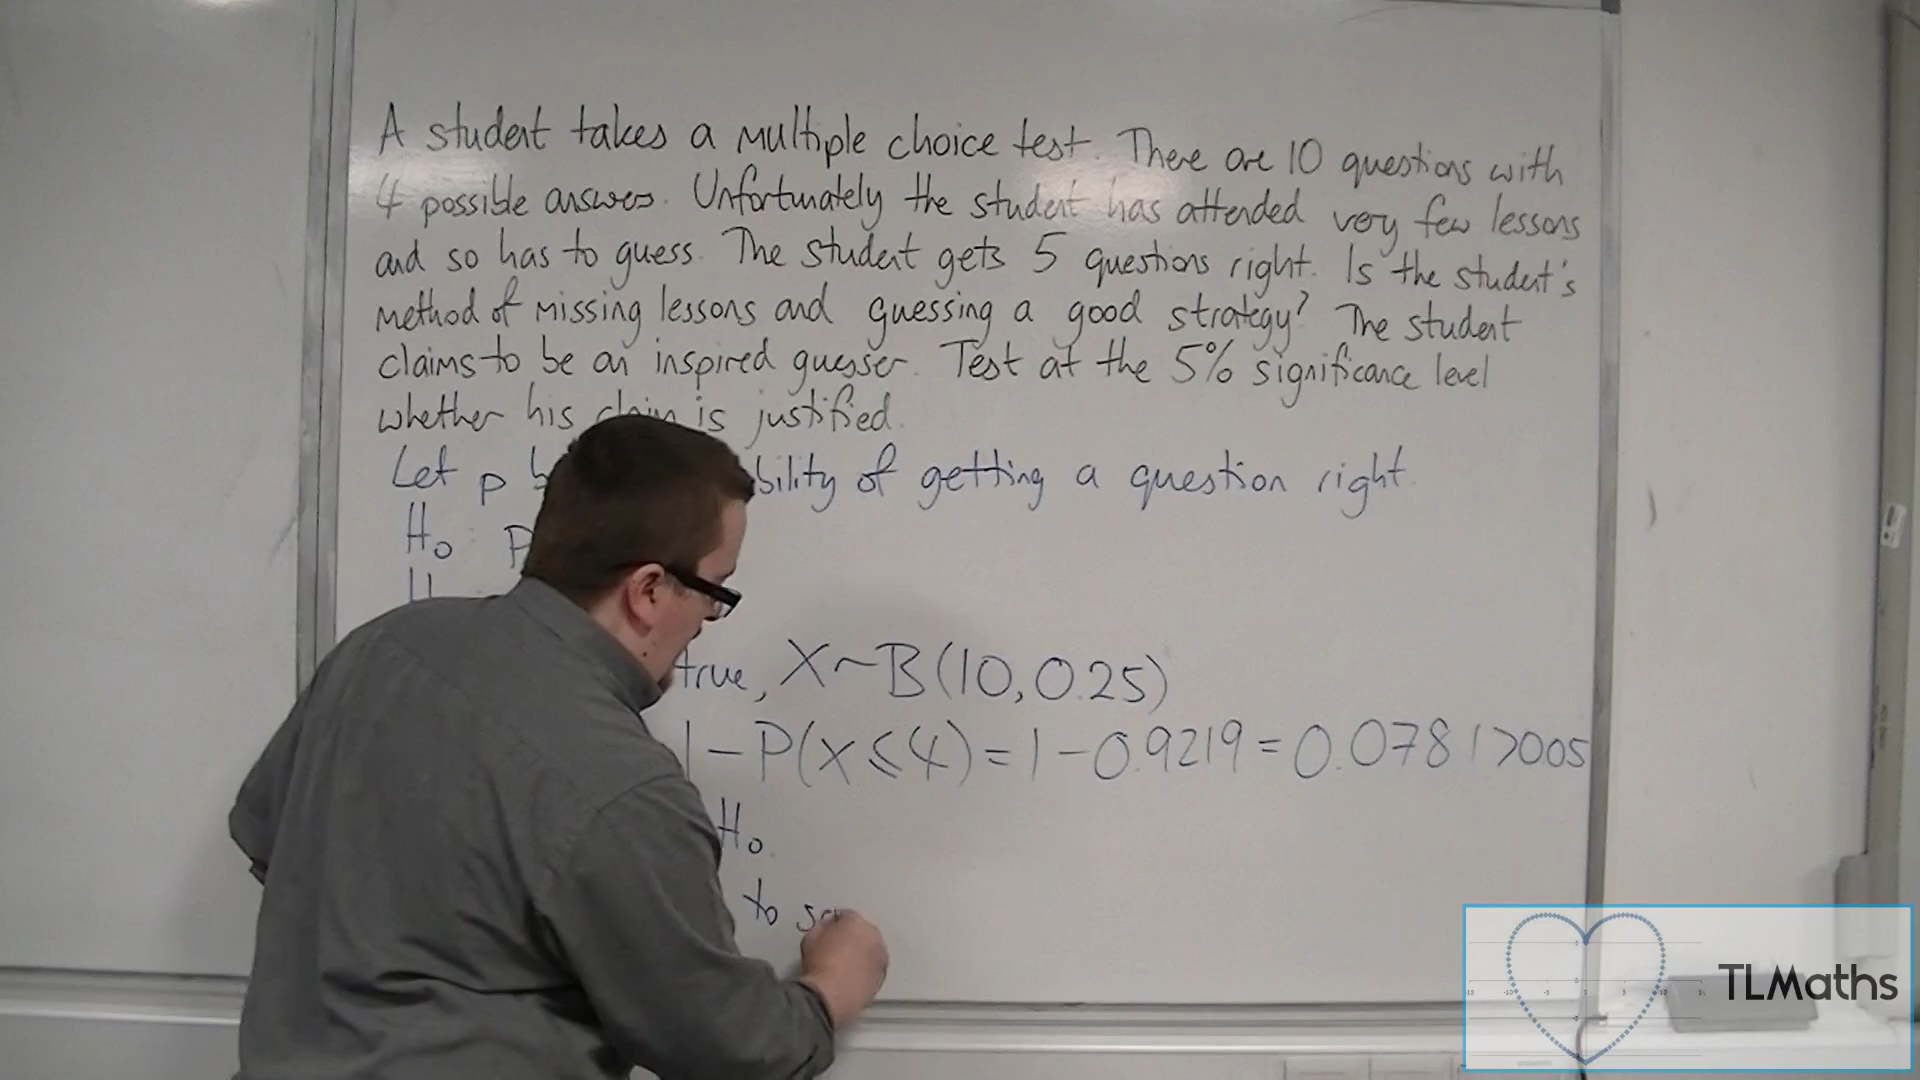 A student takes a multiple choice test. There are 10 questions with
4 possible answers. Unfortunately the student has attended very few lessons
and so has to guess. The student gets 5 questions right. Is the student's
method of missing lessons and guessing a good strategy? The student
claims to be an inspired guesser. Test at the 5% significance level
whether his claim is justified.
Let p bility of getting a question right.
H₀: P
H
true, X~B(10,0.25)
1-P(X≤4)=1-0.9219=0.0781>0.05
H₀.
to sa
TLMaths